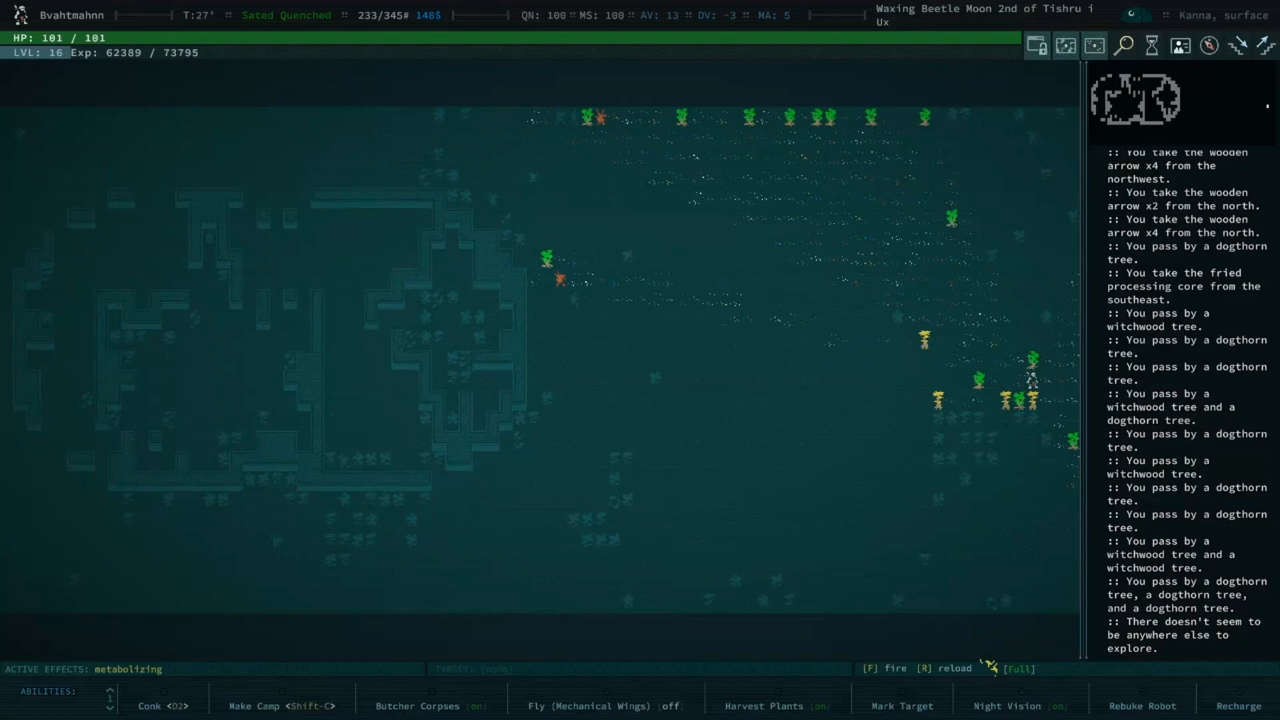 Bvahtmahnn T:27° :: Sated Quenched :: 233/345# 148$ QN: 100 :: MS: 100 :: AV: 13 :: DV: -3 :: MA: 5 Waxing Beetle Moon 2nd of Tishru i
Ux
Kanna, surface
HP: 101 / 101
LVL: 16 Exp: 62389 / 73795
:: You take the wooden
arrow x4 from the
northwest.
:: You take the wooden
arrow x2 from the north.
:: You take the wooden
arrow x4 from the north.
:: You pass by a dogthorn
tree.
:: You take the fried
processing core from the
southeast.
:: You pass by a
witchwood tree.
:: You pass by a dogthorn
tree.
:: You pass by a dogthorn
tree.
:: You pass by a
witchwood tree and a
dogthorn tree.
:: You pass by a dogthorn
tree.
:: You pass by a
witchwood tree.
:: You pass by a dogthorn
tree.
:: You pass by a dogthorn
tree.
:: You pass by a
witchwood tree and a
witchwood tree.
:: You pass by a dogthorn
tree, a dogthorn tree,
and a dogthorn tree.
:: There doesn't seem to
be anywhere else to
explore.
ACTIVE EFFECTS: metabolizing TARGET: [none] [F] fire [R] reload [Full]
ABILITIES: 1 Conk <02> Make Camp <Shift-C> Butcher Corpses [on] Fly (Mechanical Wings) [off] Harvest Plants [on] Mark Target Night Vision [on] Rebuke Robot Recharge